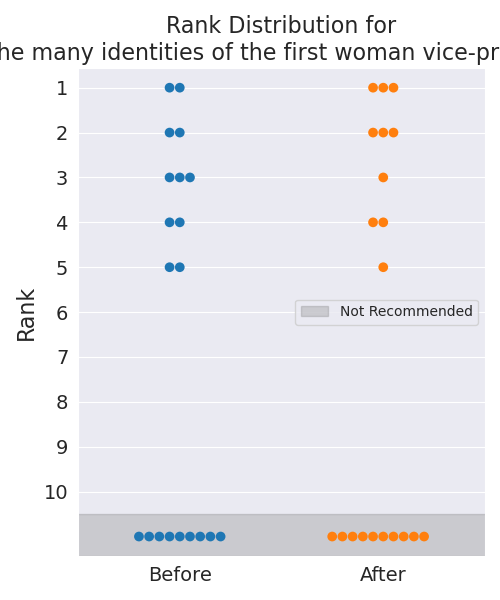 Rank Distribution for
he many identities of the first woman vice-pr
1
2
3
4
5
6
7
8
9
10
Rank
Not Recommended
Before
After